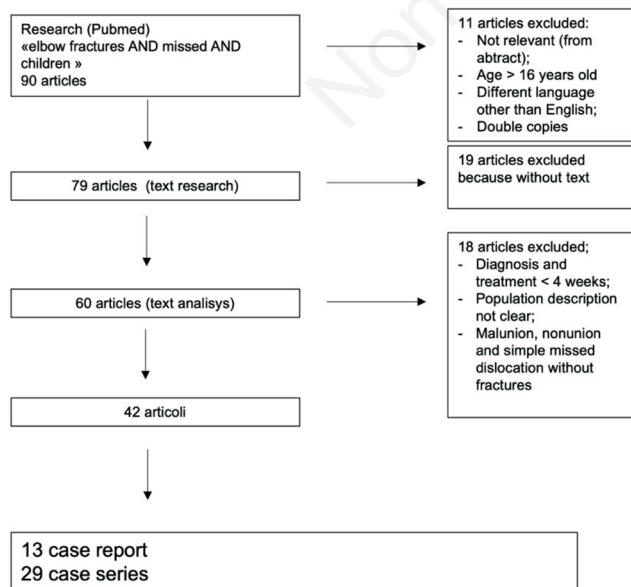 Research (Pubmed)
«elbow fractures AND missed AND
children »
90 articles
11 articles excluded:
- Not relevant (from
abtract);
- Age > 16 years old
- Different language
other than English;
- Double copies
79 articles (text research)
19 articles excluded
because without text
60 articles (text analisys)
18 articles excluded;
- Diagnosis and
treatment < 4 weeks;
- Population description
not clear;
- Malunion, nonunion
and simple missed
dislocation without
fractures
42 articoli
13 case report
29 case series
Non